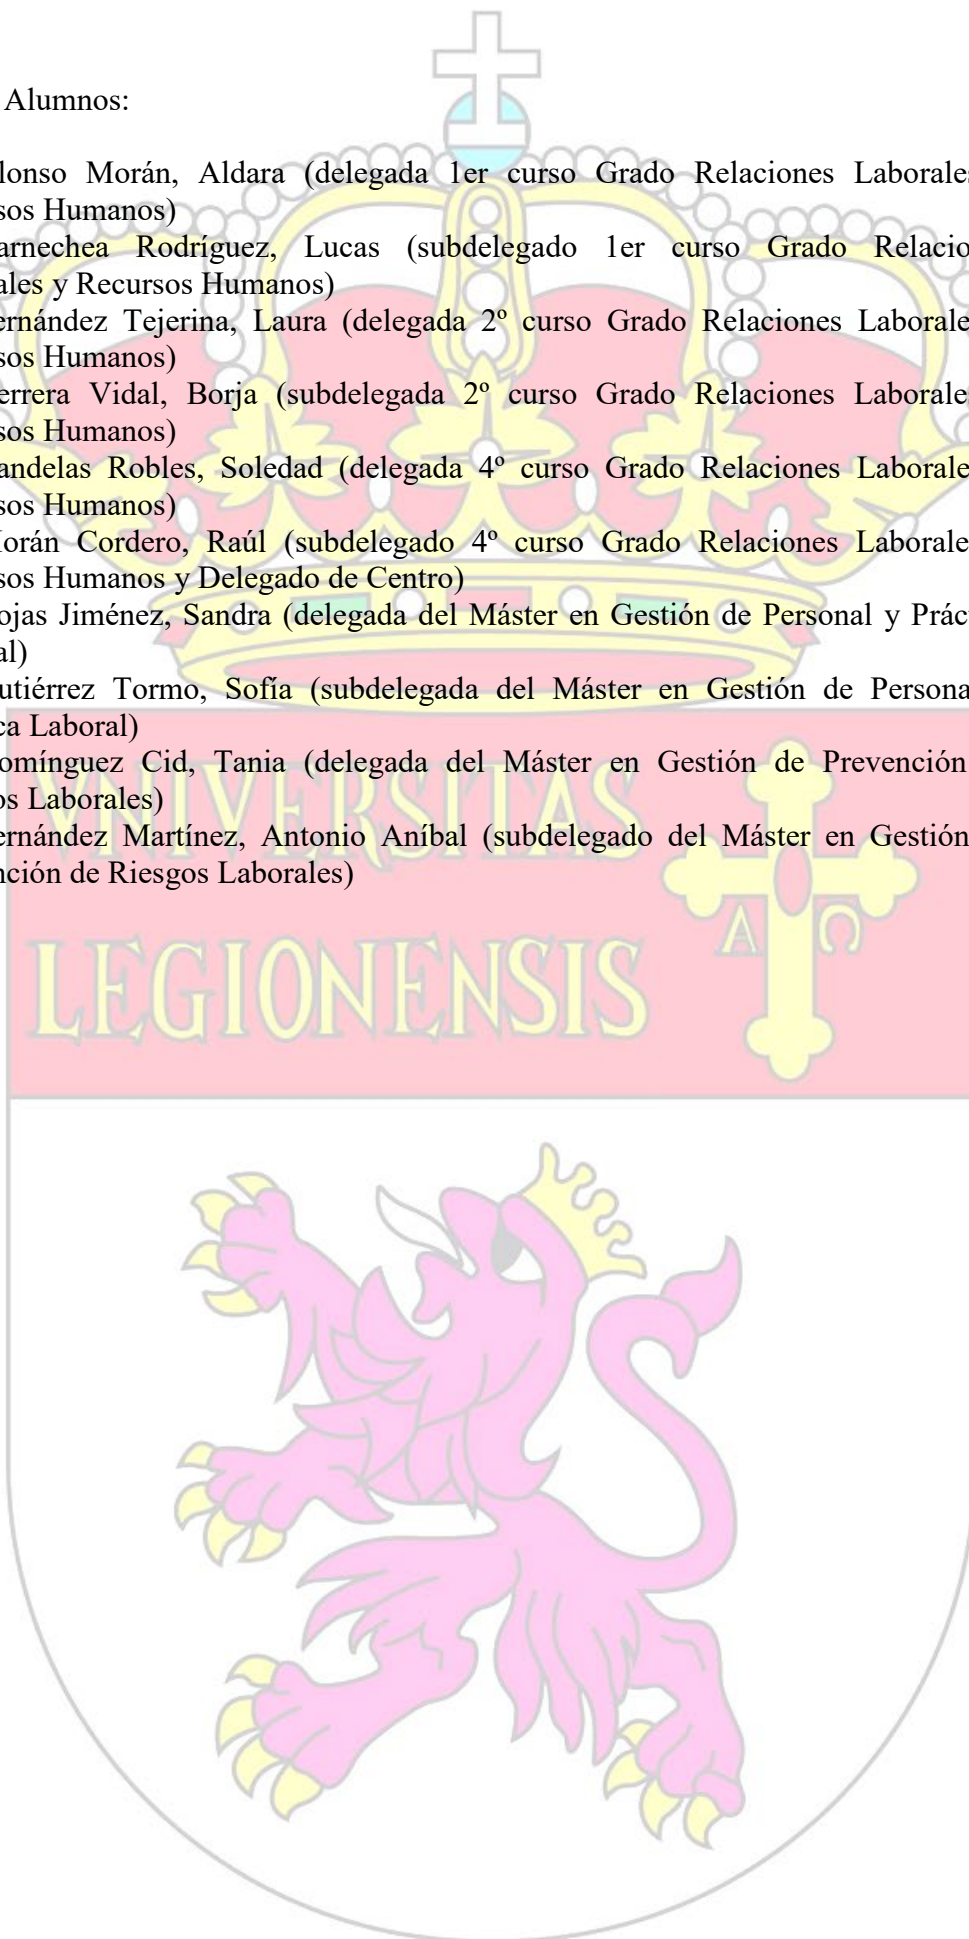 Alumnos:
lonso Morán, Aldara (delegada 1er curso Grado Relaciones Laborales
sos Humanos)
arnechea Rodríguez, Lucas (subdelegado 1er curso Grado Relacio
ales y Recursos Humanos)
ernández Tejerina, Laura (delegada 2º curso Grado Relaciones Laborale
sos Humanos)
errera Vidal, Borja (subdelegada 2º curso Grado Relaciones Laborale
sos Humanos)
andelas Robles, Soledad (delegada 4º curso Grado Relaciones Laborale
sos Humanos)
orán Cordero, Raúl (subdelegado 4º curso Grado Relaciones Laborale
sos Humanos y Delegado de Centro)
ojas Jiménez, Sandra (delegada del Máster en Gestión de Personal y Prác
al)
utiérrez Tormo, Sofía (subdelegada del Máster en Gestión de Persona
ca Laboral)
omínguez Cid, Tania (delegada del Máster en Gestión de Prevención
os Laborales)
ernández Martínez, Antonio Aníbal (subdelegado del Máster en Gestión
nción de Riesgos Laborales)
VNIVERSITAS
LEGIONENSIS
A C